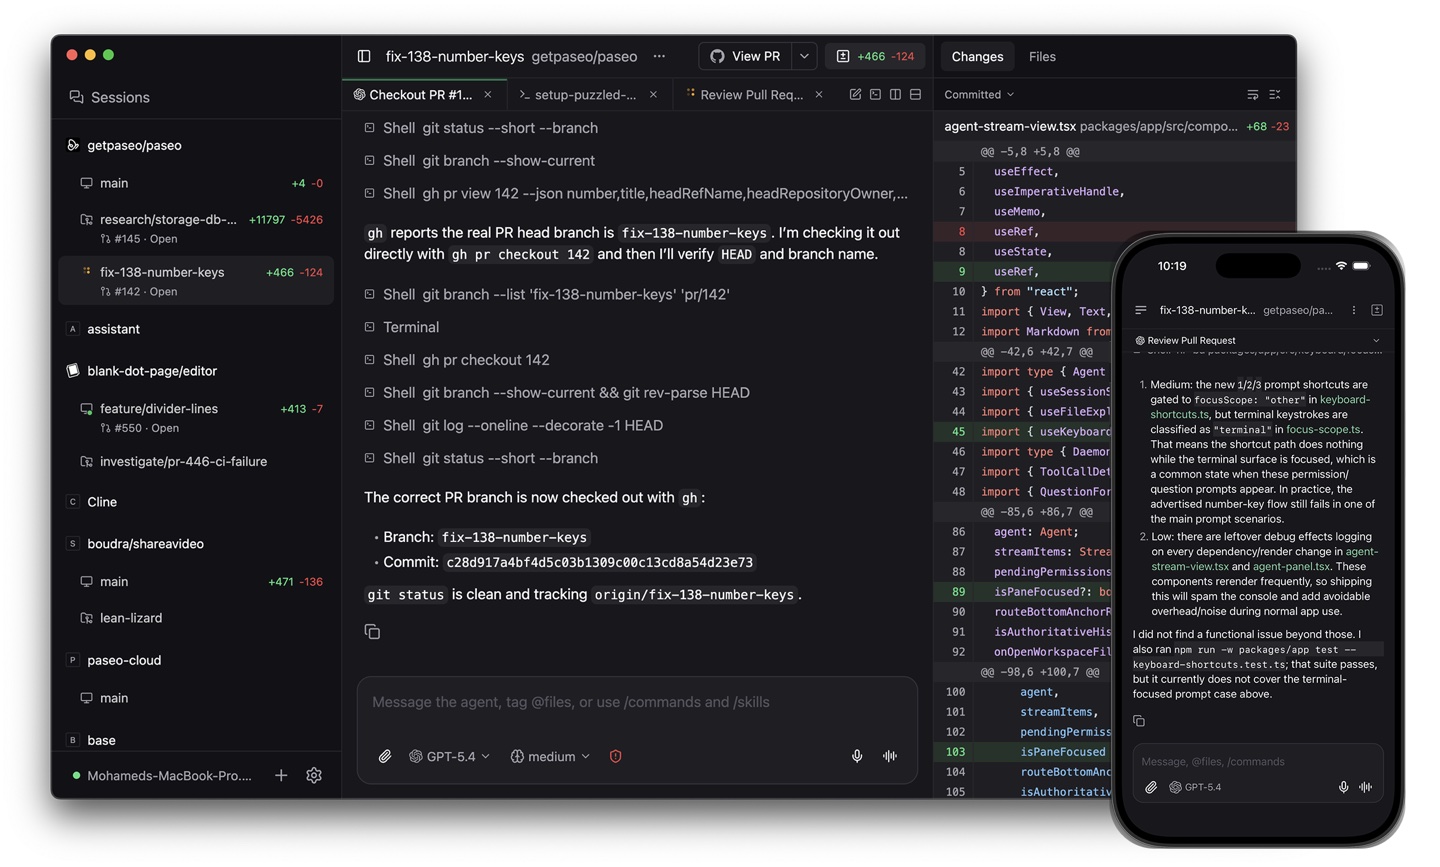 Sessions
getpaseo/paseo
main +4 -0
research/storage-db-... +11797 -5426
#145 · Open
fix-138-number-keys +466 -124
#142 · Open
A assistant
blank-dot-page/editor
feature/divider-lines +413 -7
#550 · Open
investigate/pr-446-ci-failure
C Cline
S boudra/shareavideo
main +471 -136
lean-lizard
P paseo-cloud
main
B base
Mohameds-MacBook-Pro....
fix-138-number-keys getpaseo/paseo ··· View PR +466 -124
Checkout PR #1... × >_ setup-puzzled-... × Review Pull Req... ×
Shell git status --short --branch
Shell git branch --show-current
Shell gh pr view 142 --json number,title,headRefName,headRepositoryOwner,...
gh reports the real PR head branch is fix-138-number-keys. I’m checking it out
directly with gh pr checkout 142 and then I’ll verify HEAD and branch name.
Shell git branch --list 'fix-138-number-keys' 'pr/142'
Terminal
Shell gh pr checkout 142
Shell git branch --show-current && git rev-parse HEAD
Shell git log --oneline --decorate -1 HEAD
Shell git status --short --branch
The correct PR branch is now checked out with gh:
• Branch: fix-138-number-keys
• Commit: c28d917a4bf4d5c03b1309c00c13cd8a54d23e73
git status is clean and tracking origin/fix-138-number-keys.
Message the agent, tag @files, or use /commands and /skills
GPT-5.4 medium
Changes Files
Committed
agent-stream-view.tsx packages/app/src/compo... +68 -23
@@ -5,8 +5,8 @@
5 useEffect,
6 useImperativeHandle,
7 useMemo,
8 useRef,
8 useState,
9 useRef,
10 } from "react";
11 import { View, Text,
12 import Markdown from
@@ -42,6 +42,7 @@
42 import type { Agent
43 import { useSessionS
44 import { useFileExpl
45 import { useKeyboard
46 import type { Daemon
47 import { ToolCallDet
48 import { QuestionFor
@@ -85,6 +86,7 @@
86 agent: Agent;
87 streamItems: Strea
88 pendingPermissions
89 isPaneFocused?: bo
90 routeBottomAnchorR
91 isAuthoritativeHis
92 onOpenWorkspaceFil
@@ -98,6 +100,7 @@
100 agent,
101 streamItems,
102 pendingPermiss
103 isPaneFocused
104 routeBottomAnc
105 isAuthoritativ
10:19
fix-138-number-k... getpaseo/pa...
Review Pull Request
1. Medium: the new 1/2/3 prompt shortcuts are
gated to focusScope: "other" in keyboard-
shortcuts.ts, but terminal keystrokes are
classified as "terminal" in focus-scope.ts.
That means the shortcut path does nothing
while the terminal surface is focused, which is
a common state when these permission/
question prompts appear. In practice, the
advertised number-key flow still fails in one of
the main prompt scenarios.
2. Low: there are leftover debug effects logging
on every dependency/render change in agent-
stream-view.tsx and agent-panel.tsx. These
components rerender frequently, so shipping
this will spam the console and add avoidable
overhead/noise during normal app use.
I did not find a functional issue beyond those. I
also ran npm run -w packages/app test --
keyboard-shortcuts.test.ts; that suite passes,
but it currently does not cover the terminal-
focused prompt case above.
Message, @files, /commands
GPT-5.4